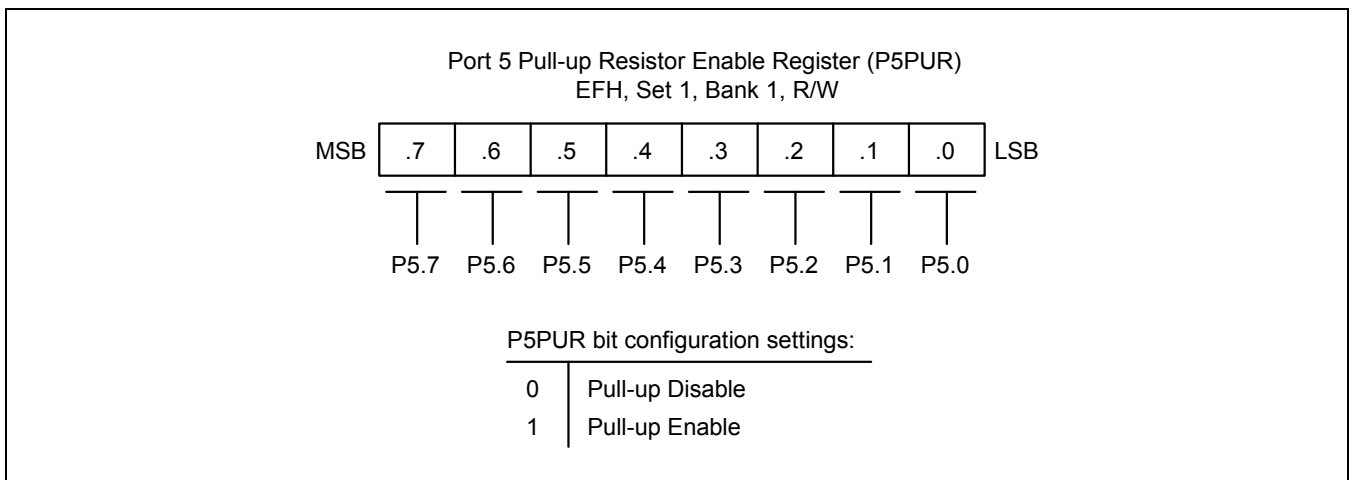 Port 5 Pull-up Resistor Enable Register (P5PUR)
EFH, Set 1, Bank 1, R/W
MSB .7 .6 .5 .4 .3 .2 .1 .0 LSB
P5.7 P5.6 P5.5 P5.4 P5.3 P5.2 P5.1 P5.0
P5PUR bit configuration settings:
0 Pull-up Disable
1 Pull-up Enable